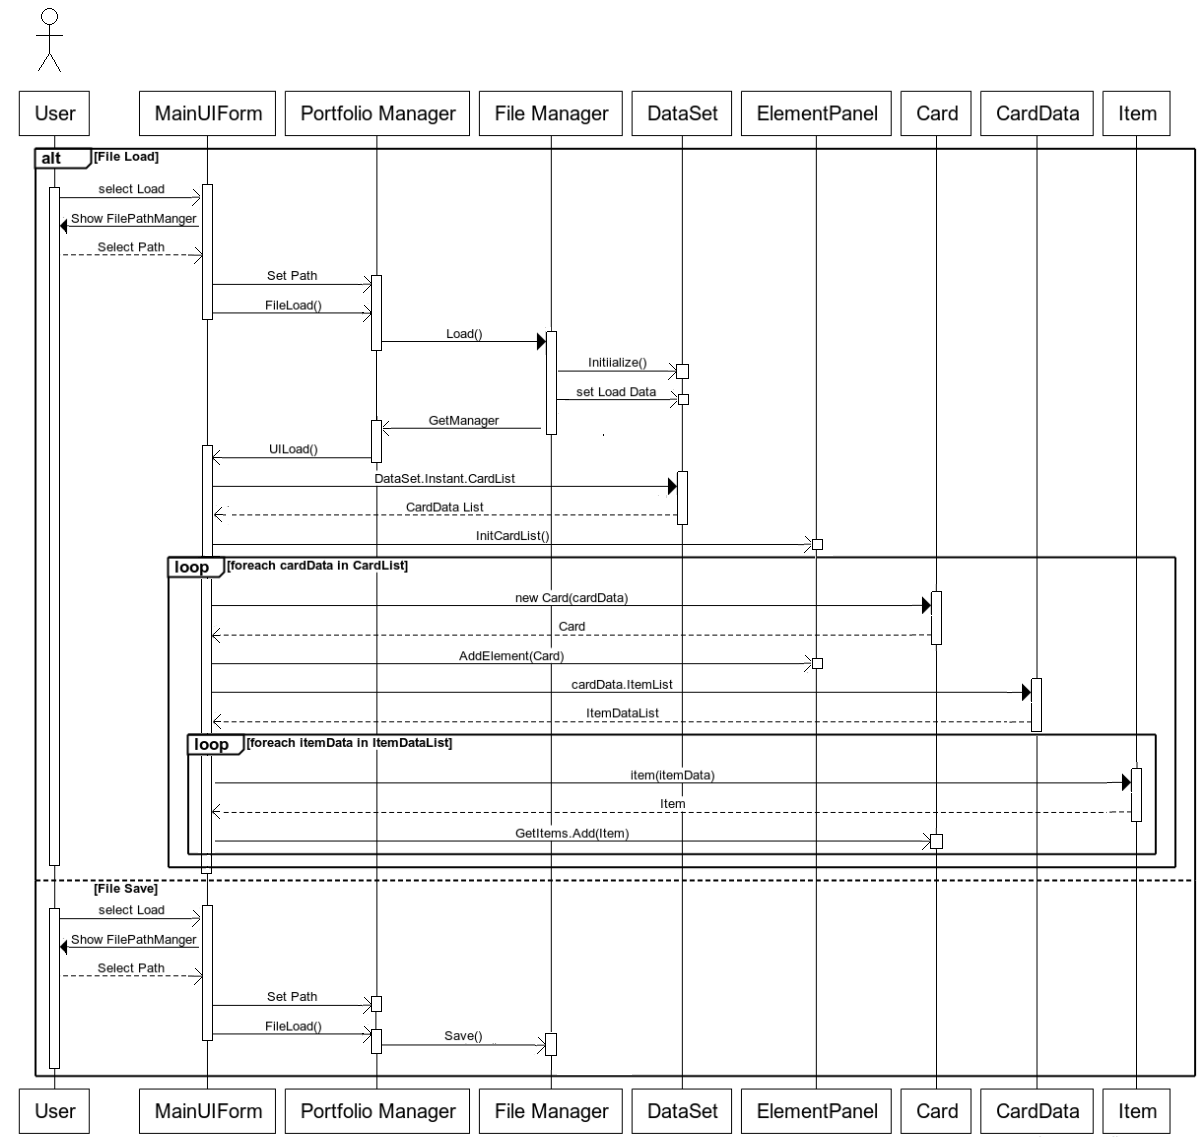 User MainUIForm Portfolio Manager File Manager DataSet ElementPanel Card CardData Item
alt [File Load]
select Load
Show FilePathManger
Select Path
Set Path
FileLoad()
Load()
Initiialize()
set Load Data
GetManager
UILoad()
DataSet.Instant.CardList
CardData List
InitCardList()
loop [foreach cardData in CardList]
new Card(cardData)
Card
AddElement(Card)
cardData.ItemList
ItemDataList
loop [foreach itemData in ItemDataList]
item(itemData)
Item
GetItems.Add(Item)
[File Save]
select Load
Show FilePathManger
Select Path
Set Path
FileLoad()
Save()
User MainUIForm Portfolio Manager File Manager DataSet ElementPanel Card CardData Item